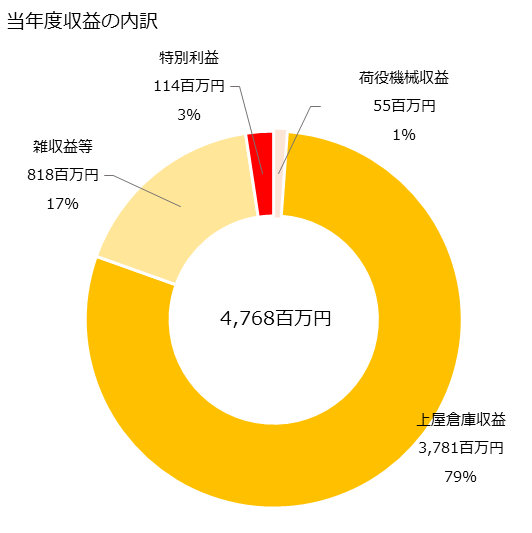 当年度収益の内訳
特別利益
114百万円
3%
荷役機械収益
55百万円
1%
雑収益等
818百万円
17%
4,768百万円
上屋倉庫収益
3,781百万円
79%